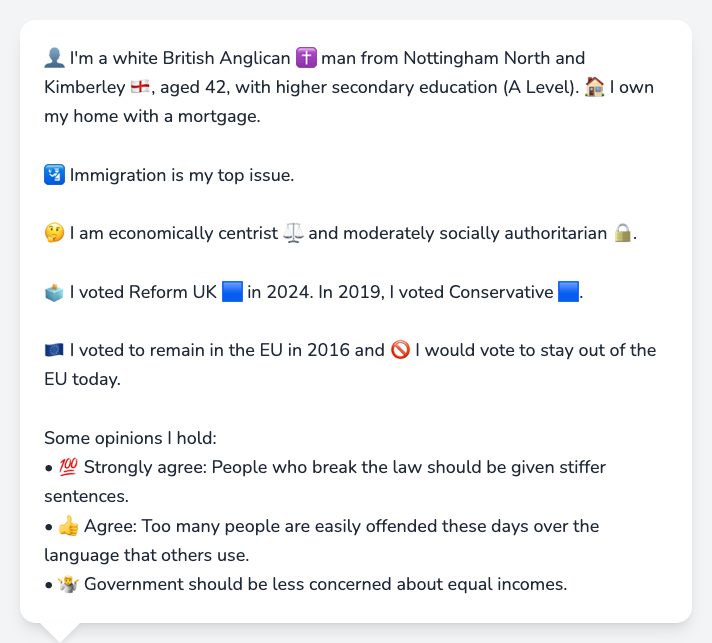 👤 I'm a white British Anglican ✝️ man from Nottingham North and
Kimberley 🏴󠁧󠁢󠁥󠁮󠁧󠁿, aged 42, with higher secondary education (A Level). 🏠 I own
my home with a mortgage.
🛂 Immigration is my top issue.
🤔 I am economically centrist ⚖️ and moderately socially authoritarian 🔒.
🗳️ I voted Reform UK 🟦 in 2024. In 2019, I voted Conservative 🟦.
🇪🇺 I voted to remain in the EU in 2016 and 🚫 I would vote to stay out of the
EU today.
Some opinions I hold:
• 💯 Strongly agree: People who break the law should be given stiffer
sentences.
• 👍 Agree: Too many people are easily offended these days over the
language that others use.
• 🤷 Government should be less concerned about equal incomes.